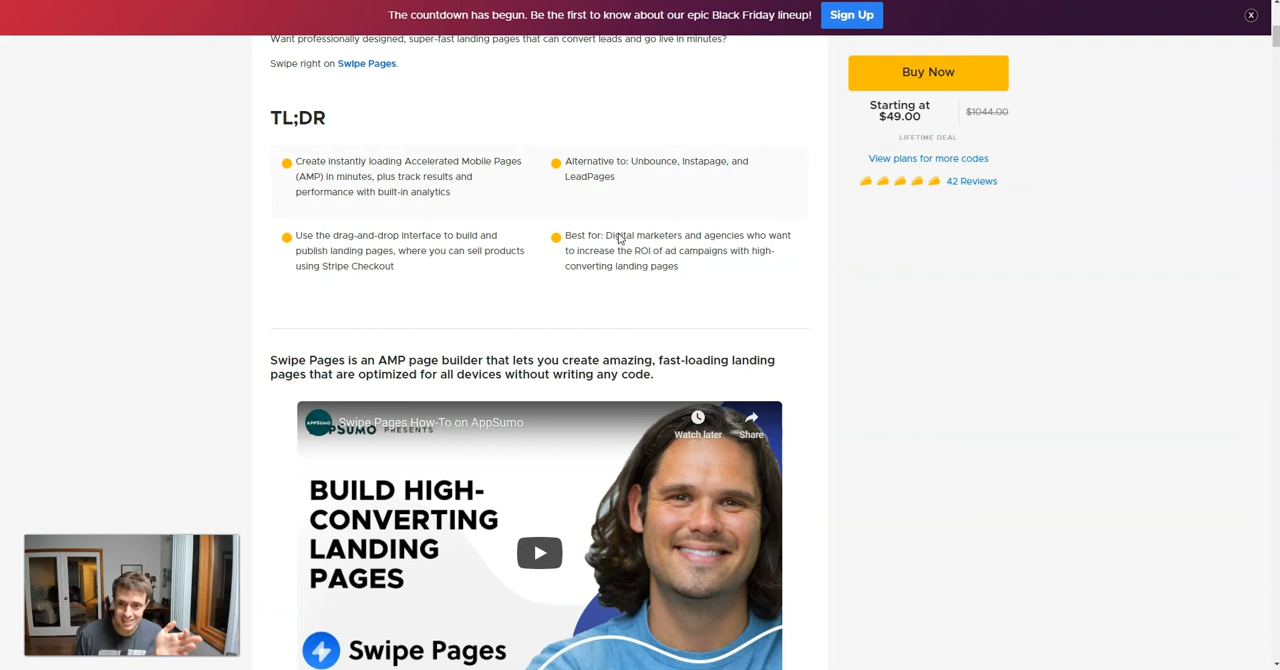 The countdown has begun. Be the first to know about our epic Black Friday lineup!
Sign Up
X
Want professionally designed, super-fast landing pages that can convert leads and go live in minutes?
Swipe right on Swipe Pages.
TL;DR
Create instantly loading Accelerated Mobile Pages
(AMP) in minutes, plus track results and
performance with built-in analytics
Alternative to: Unbounce, Instapage, and
LeadPages
Use the drag-and-drop interface to build and
publish landing pages, where you can sell products
using Stripe Checkout
Best for: Digital marketers and agencies who want
to increase the ROI of ad campaigns with high-
converting landing pages
Buy Now
Starting at
$49.00
$1044.00
LIFETIME DEAL
View plans for more codes
42 Reviews
Swipe Pages is an AMP page builder that lets you create amazing, fast-loading landing
pages that are optimized for all devices without writing any code.
Swipe Pages How-To on AppSumo
Watch later
Share
APPSUMO PRESENTS
BUILD HIGH-
CONVERTING
LANDING
PAGES
Swipe Pages